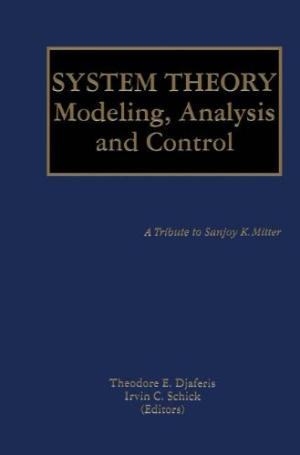 SYSTEM THEORY
Modeling, Analysis
and Control
A Tribute to Sanjoy K. Mitter
Theodore E. Djaferis
Irvin C. Schick
(Editors)